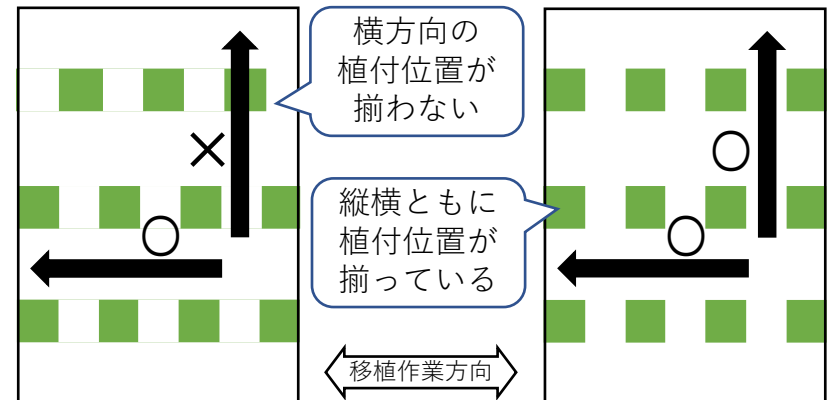 横方向の
植付位置が
揃わない
×
○
縦横ともに
植付位置が
揃っている
○
○
移植作業方向